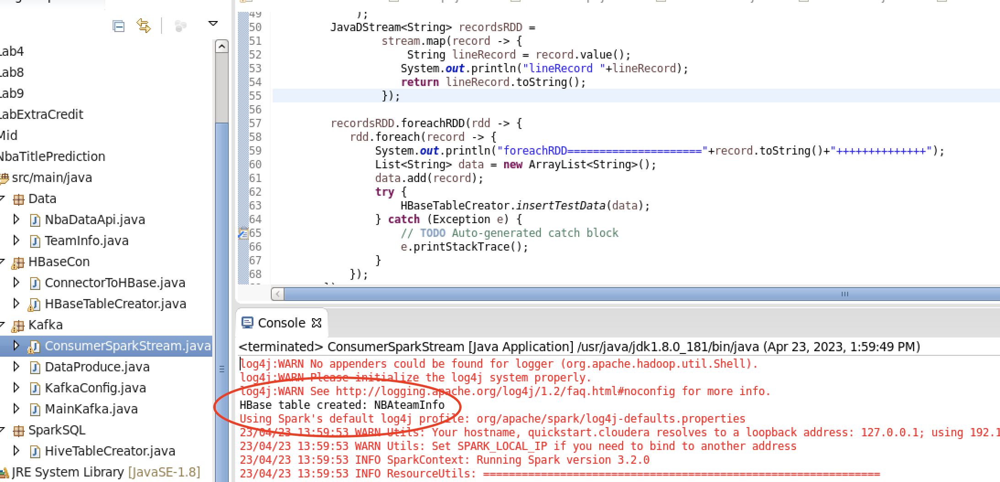 Lab4
Lab8
Lab9
LabExtraCredit
Mid
NbaTitlePrediction
src/main/java
Data
NbaDataApi.java
TeamInfo.java
HBaseCon
ConnectorToHBase.java
HBaseTableCreator.java
Kafka
ConsumerSparkStream.java
DataProduce.java
KafkaConfig.java
MainKafka.java
SparkSQL
HiveTableCreator.java
JRE System Library [JavaSE-1.8]
49 );
50 JavaDStream<String> recordsRDD =
51 stream.map(record -> {
52 String lineRecord = record.value();
53 System.out.println("lineRecord "+lineRecord);
54 return lineRecord.toString();
55 });
56
57 recordsRDD.foreachRDD(rdd -> {
58 rdd.foreach(record -> {
59 System.out.println("foreachRDD====================="+record.toString()+"++++++++++++++");
60 List<String> data = new ArrayList<String>();
61 data.add(record);
62 try {
63 HBaseTableCreator.insertTestData(data);
64 } catch (Exception e) {
65 // TODO Auto-generated catch block
66 e.printStackTrace();
67 }
68 });
Console
<terminated> ConsumerSparkStream [Java Application] /usr/java/jdk1.8.0_181/bin/java (Apr 23, 2023, 1:59:49 PM)
log4j:WARN No appenders could be found for logger (org.apache.hadoop.util.Shell).
log4j:WARN Please initialize the log4j system properly.
log4j:WARN See http://logging.apache.org/log4j/1.2/faq.html#noconfig for more info.
HBase table created: NBAteamInfo
Using Spark's default log4j profile: org/apache/spark/log4j-defaults.properties
23/04/23 13:59:53 WARN Utils: Your hostname, quickstart.cloudera resolves to a loopback address: 127.0.0.1; using 192.1
23/04/23 13:59:53 WARN Utils: Set SPARK_LOCAL_IP if you need to bind to another address
23/04/23 13:59:53 INFO SparkContext: Running Spark version 3.2.0
23/04/23 13:59:53 INFO ResourceUtils: ==============================================================